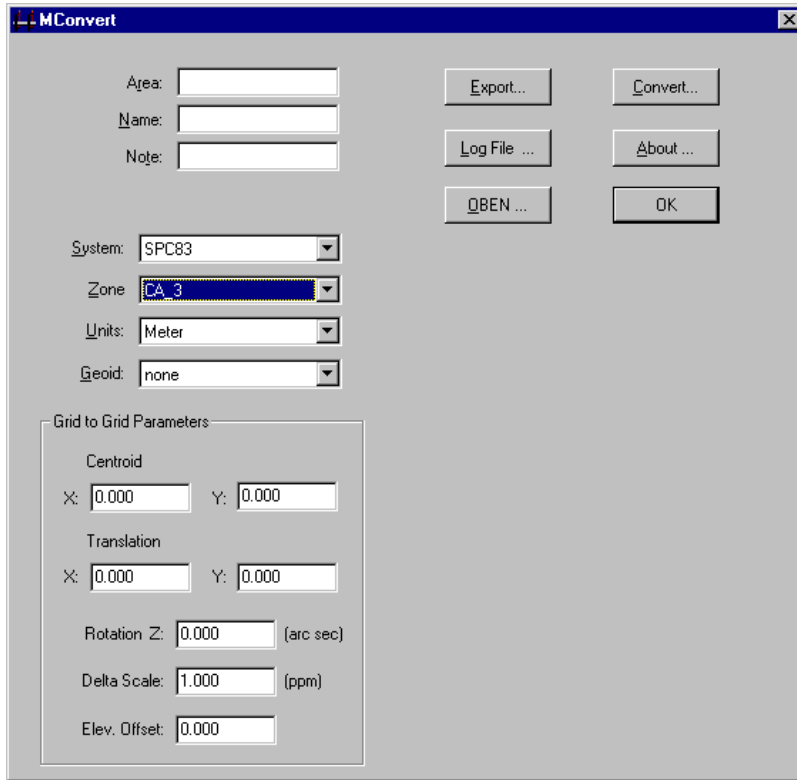 MConvert
Area:
Name:
Note:
Export...
Convert...
Log File ...
About ...
OBEN ...
OK
System: SPC83
Zone CA_3
Units: Meter
Geoid: none
Grid to Grid Parameters
Centroid
X: 0.000 Y: 0.000
Translation
X: 0.000 Y: 0.000
Rotation Z: 0.000 (arc sec)
Delta Scale: 1.000 (ppm)
Elev. Offset: 0.000